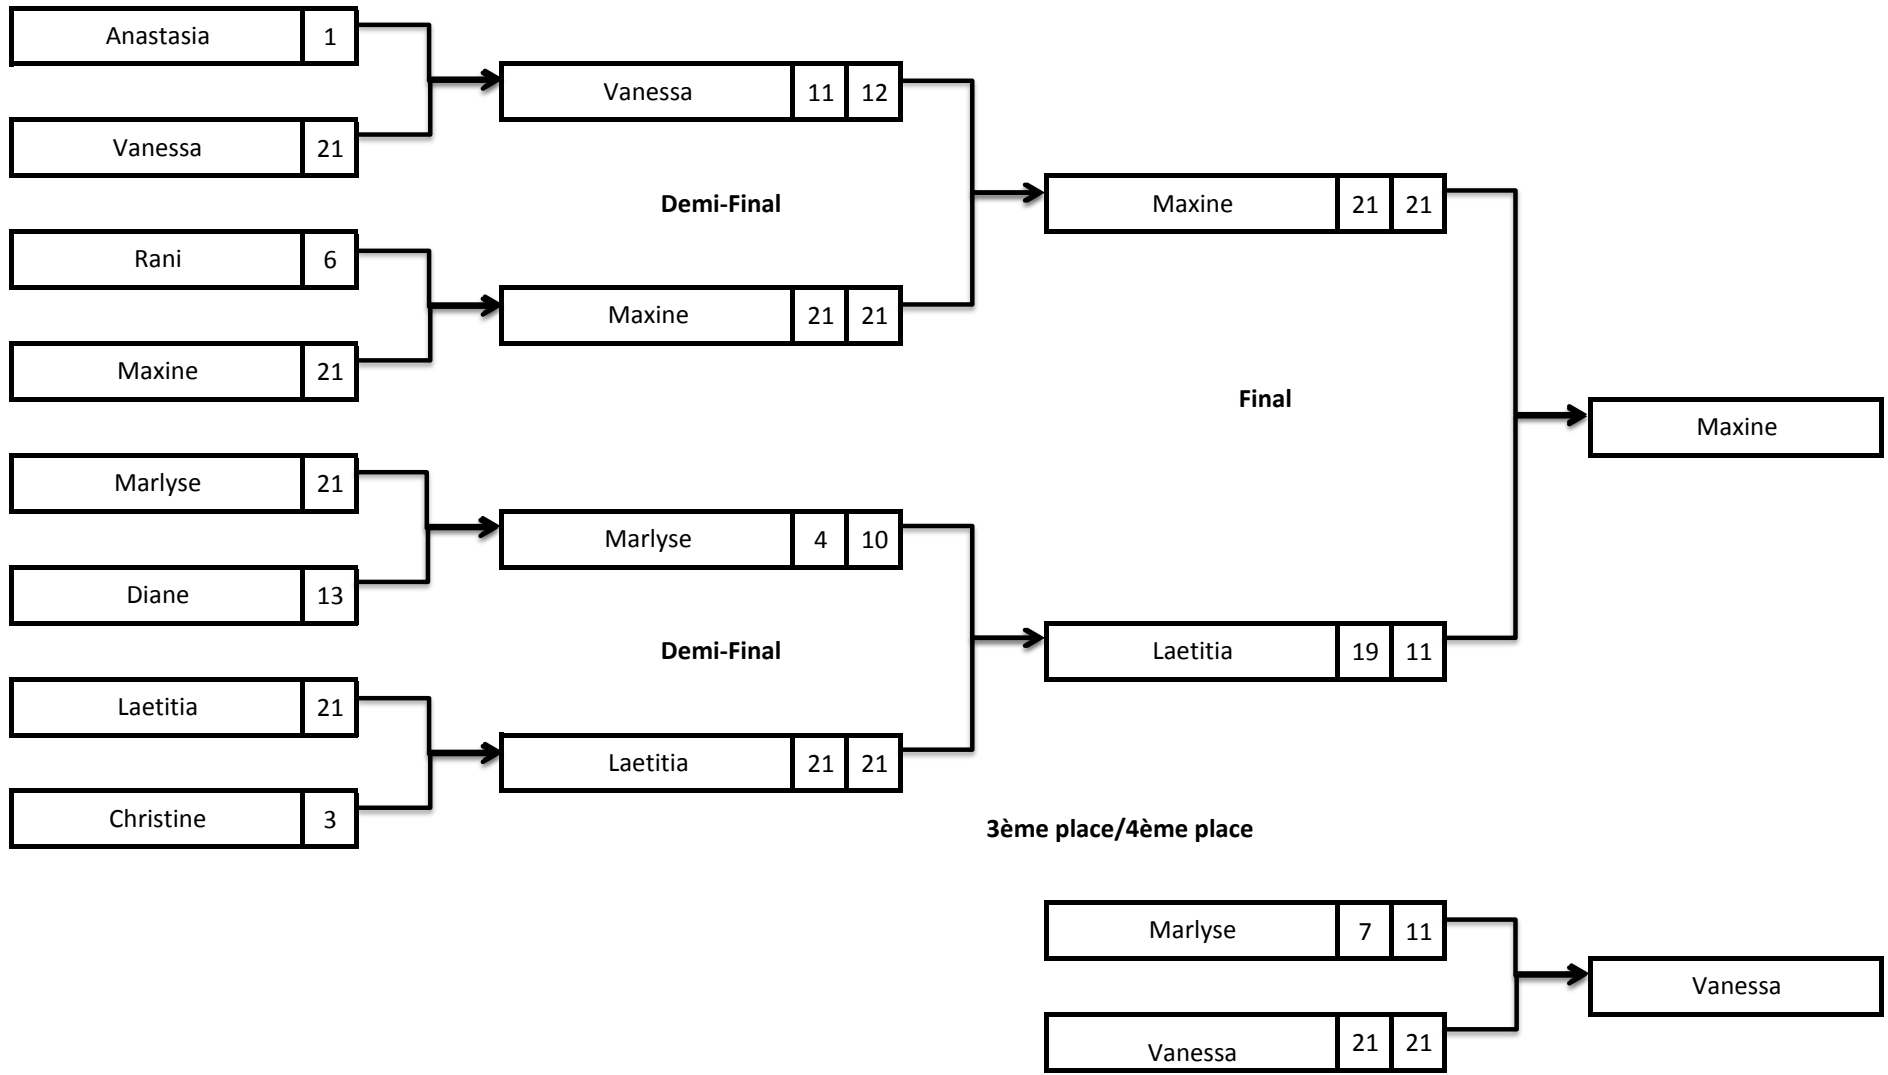 Anastasia 1
Vanessa 21
Rani 6
Maxine 21
Marlyse 21
Diane 13
Laetitia 21
Christine 3
Vanessa 11 12
Demi-Final
Maxine 21 21
Marlyse 4 10
Demi-Final
Laetitia 21 21
Maxine 21 21
Final
Laetitia 19 11
Maxine
3ème place/4ème place
Marlyse 7 11
Vanessa 21 21
Vanessa